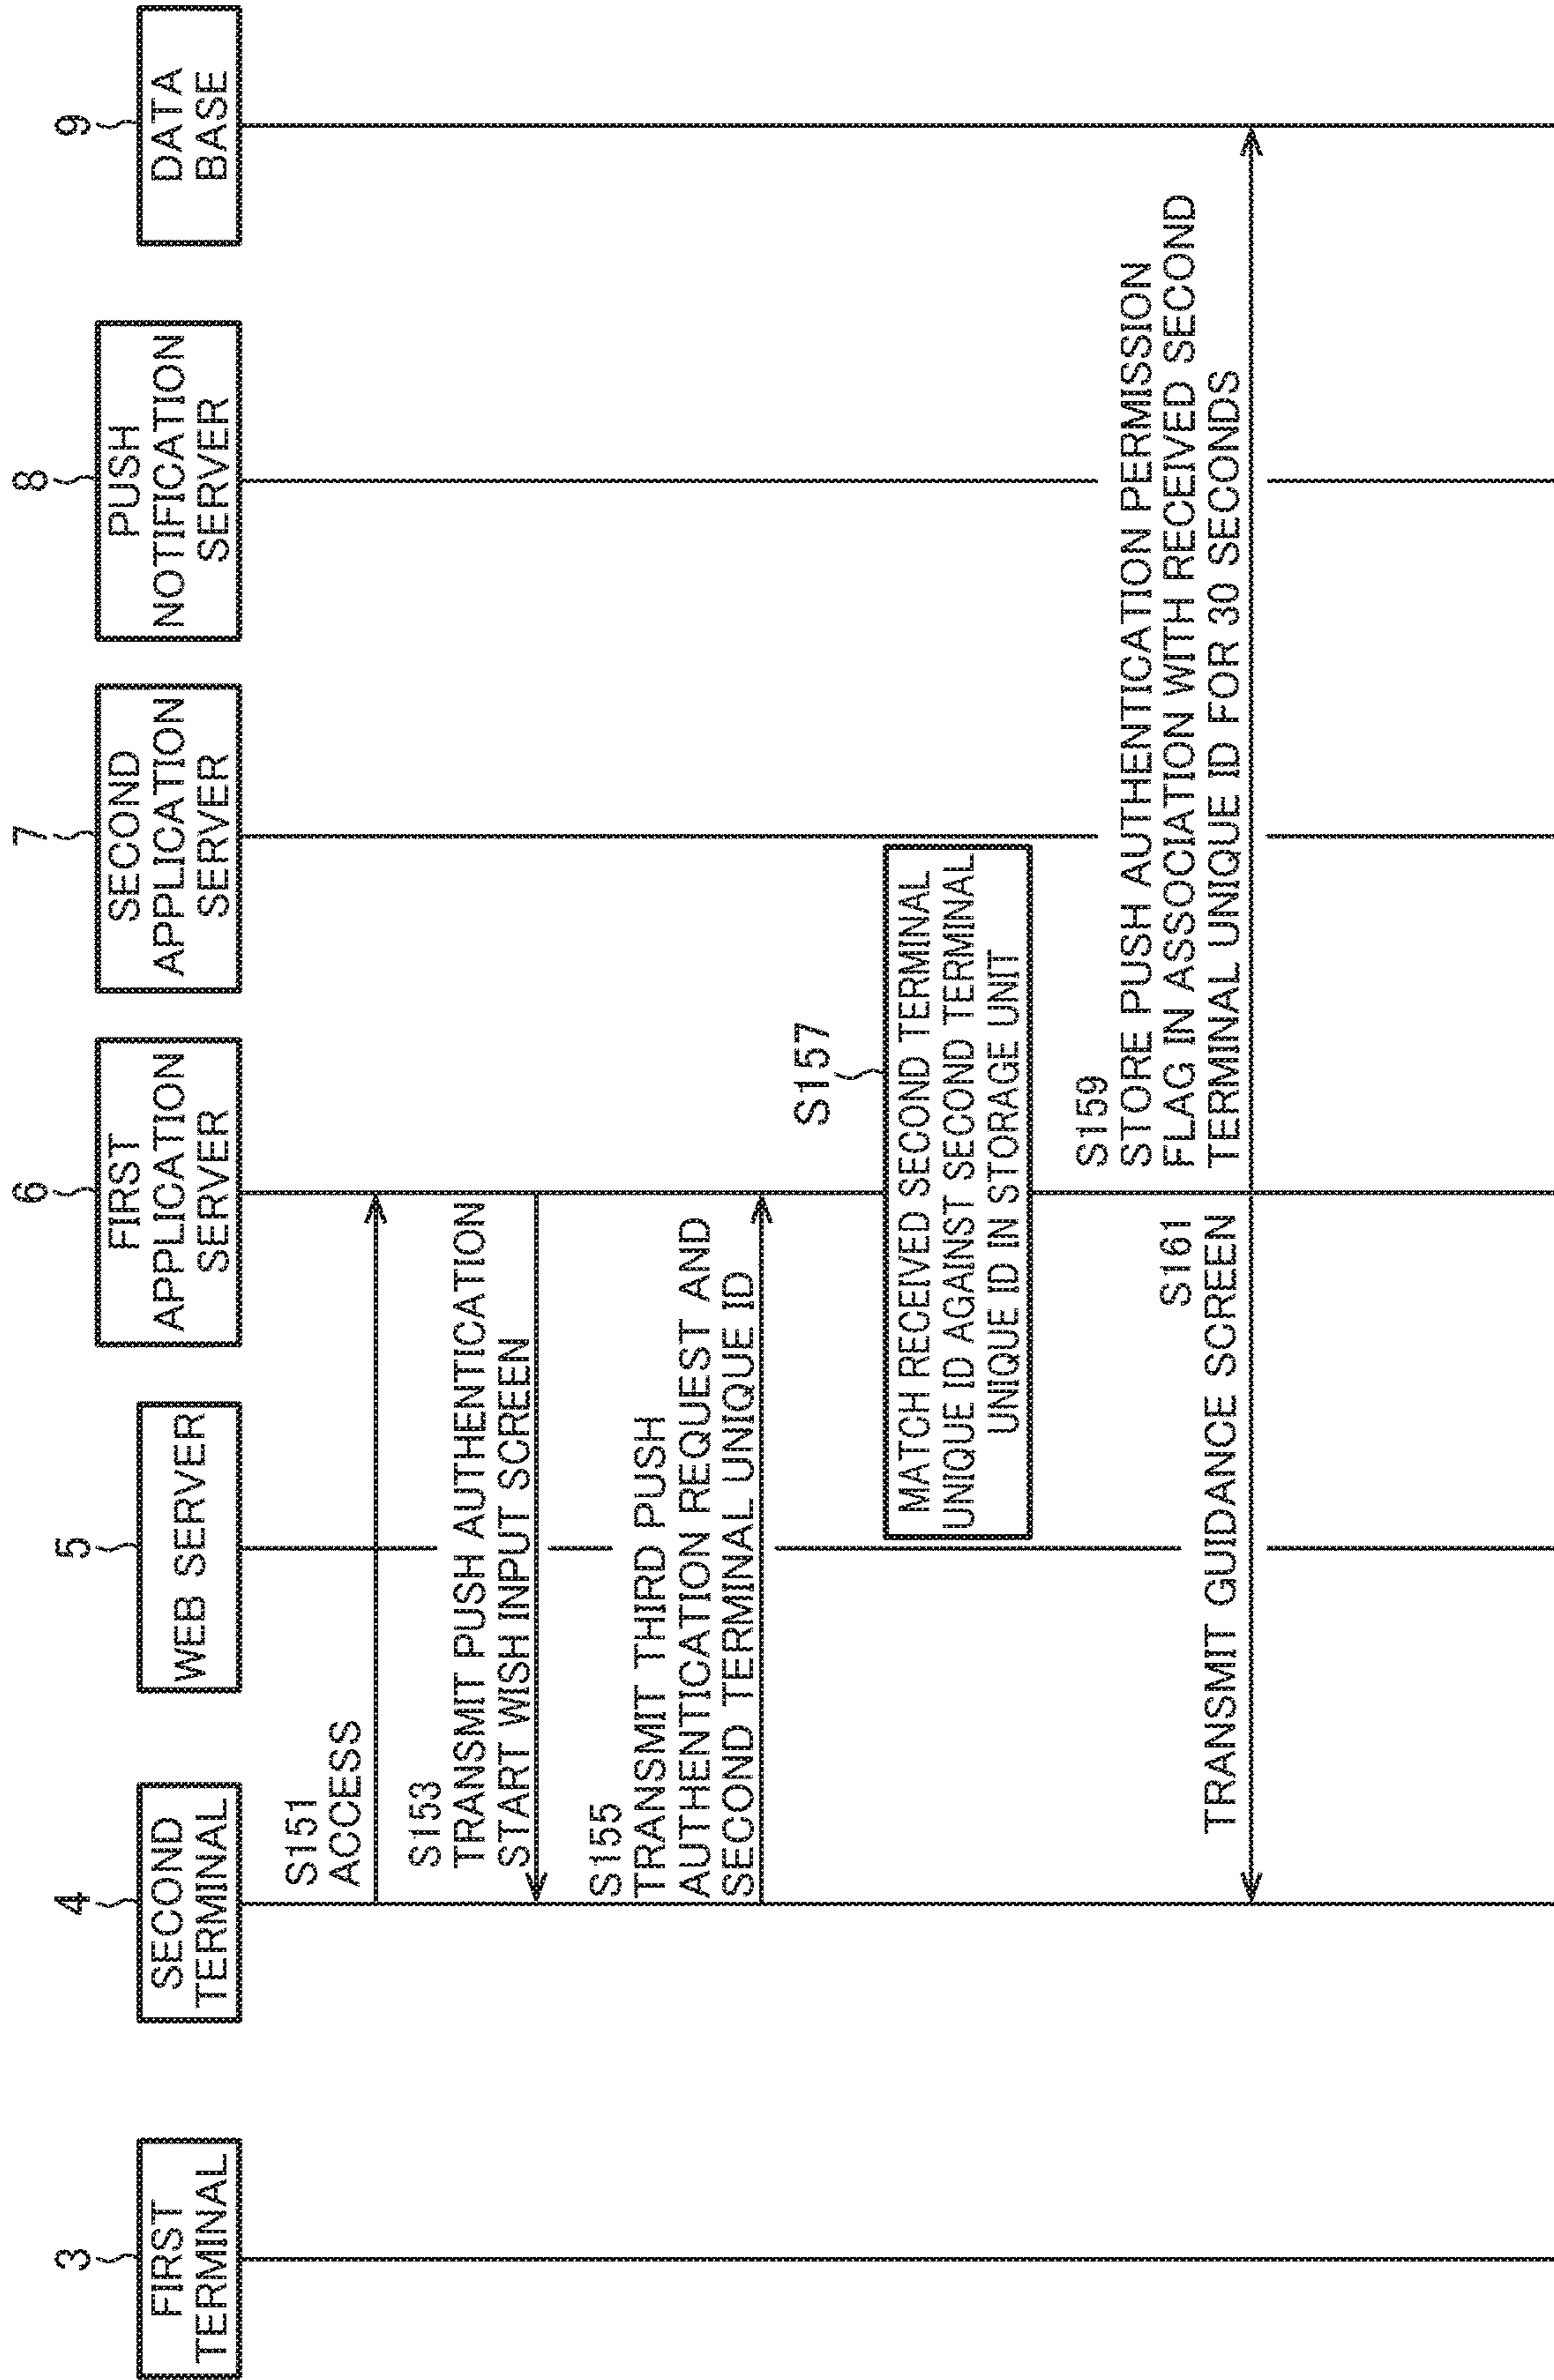 3
FIRST
TERMINAL
4
SECOND
TERMINAL
5
WEB SERVER
6
FIRST
APPLICATION
SERVER
7
SECOND
APPLICATION
SERVER
8
PUSH
NOTIFICATION
SERVER
9
DATA
BASE
S151
ACCESS
S153
TRANSMIT PUSH AUTHENTICATION
START WISH INPUT SCREEN
S155
TRANSMIT THIRD PUSH
AUTHENTICATION REQUEST AND
SECOND TERMINAL UNIQUE ID
S157
MATCH RECEIVED SECOND TERMINAL
UNIQUE ID AGAINST SECOND TERMINAL
UNIQUE ID IN STORAGE UNIT
S159
STORE PUSH AUTHENTICATION PERMISSION
FLAG IN ASSOCIATION WITH RECEIVED SECOND
TERMINAL UNIQUE ID FOR 30 SECONDS
S161
TRANSMIT GUIDANCE SCREEN